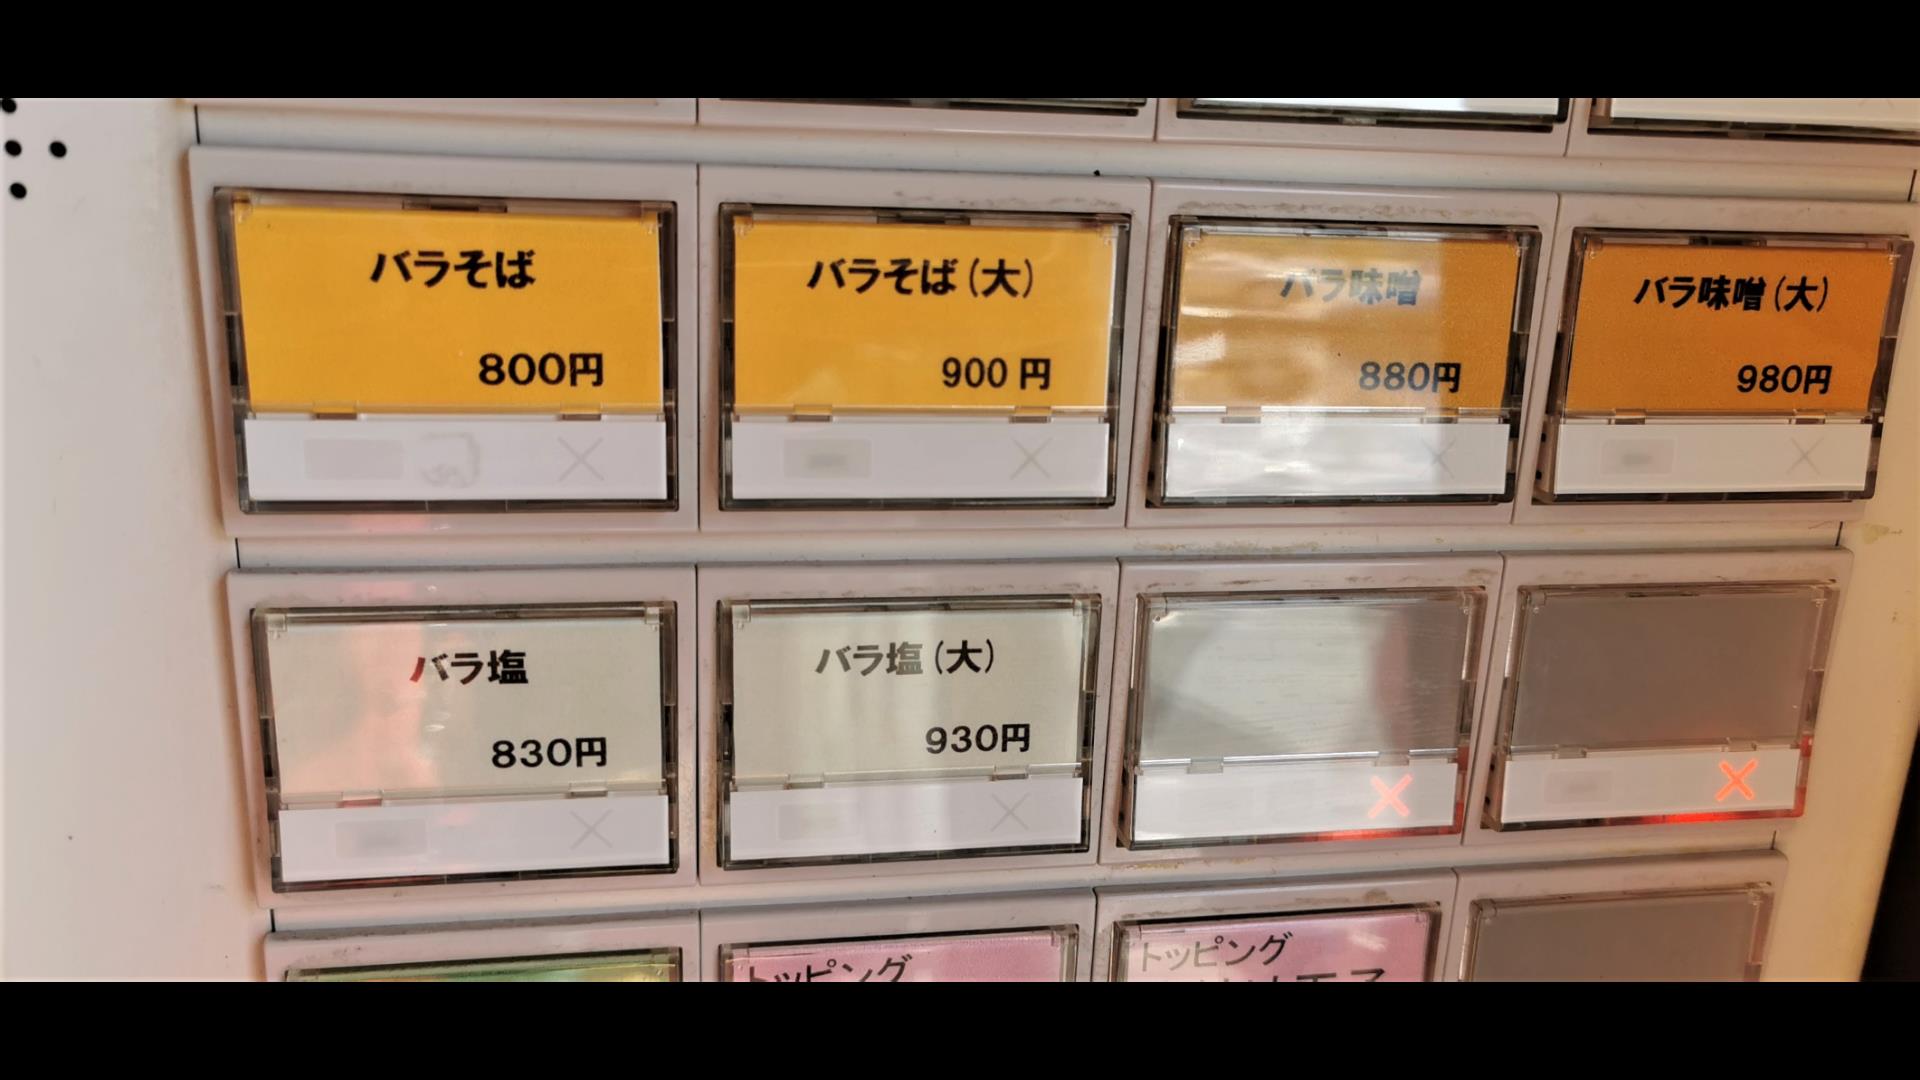 バラそば
800円
バラそば(大)
900円
バラ味噌
880円
バラ味噌(大)
980円
バラ塩
830円
バラ塩(大)
930円
トッピング
トッピング